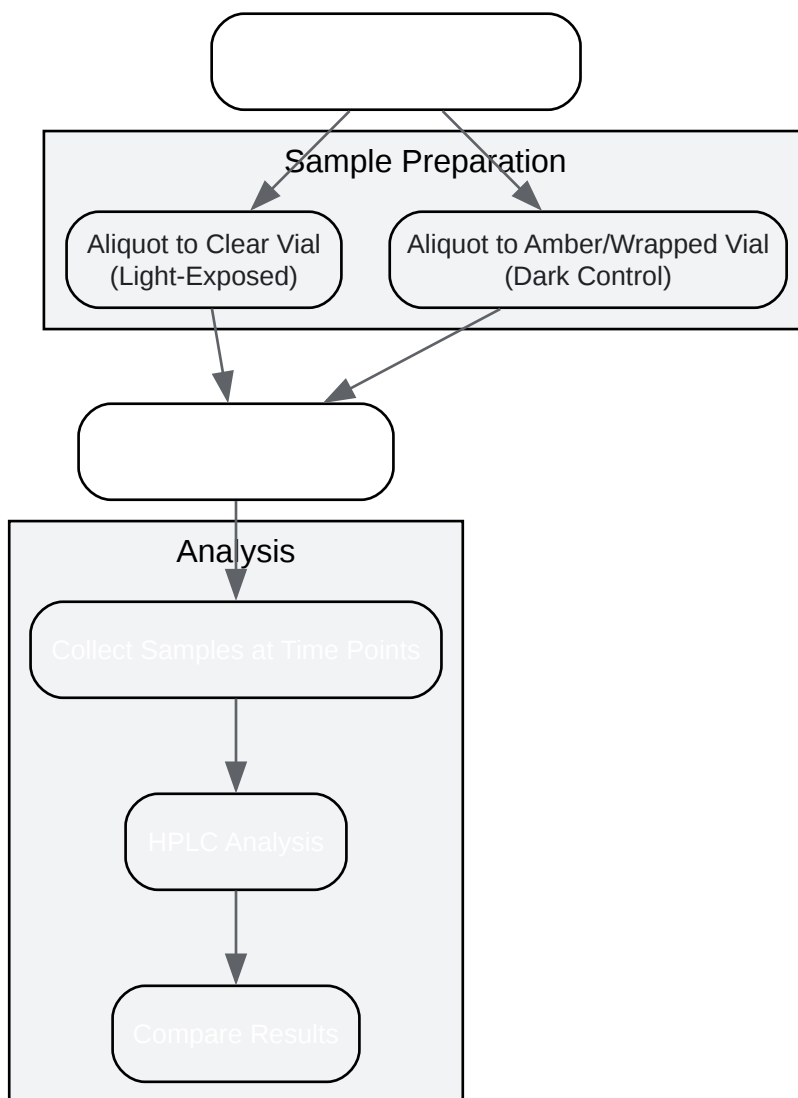 Sample Preparation
Aliquot to Clear Vial
(Light-Exposed)
Aliquot to Amber/Wrapped Vial
(Dark Control)
Analysis
Collect Samples at Time Points
HPLC Analysis
Compare Results